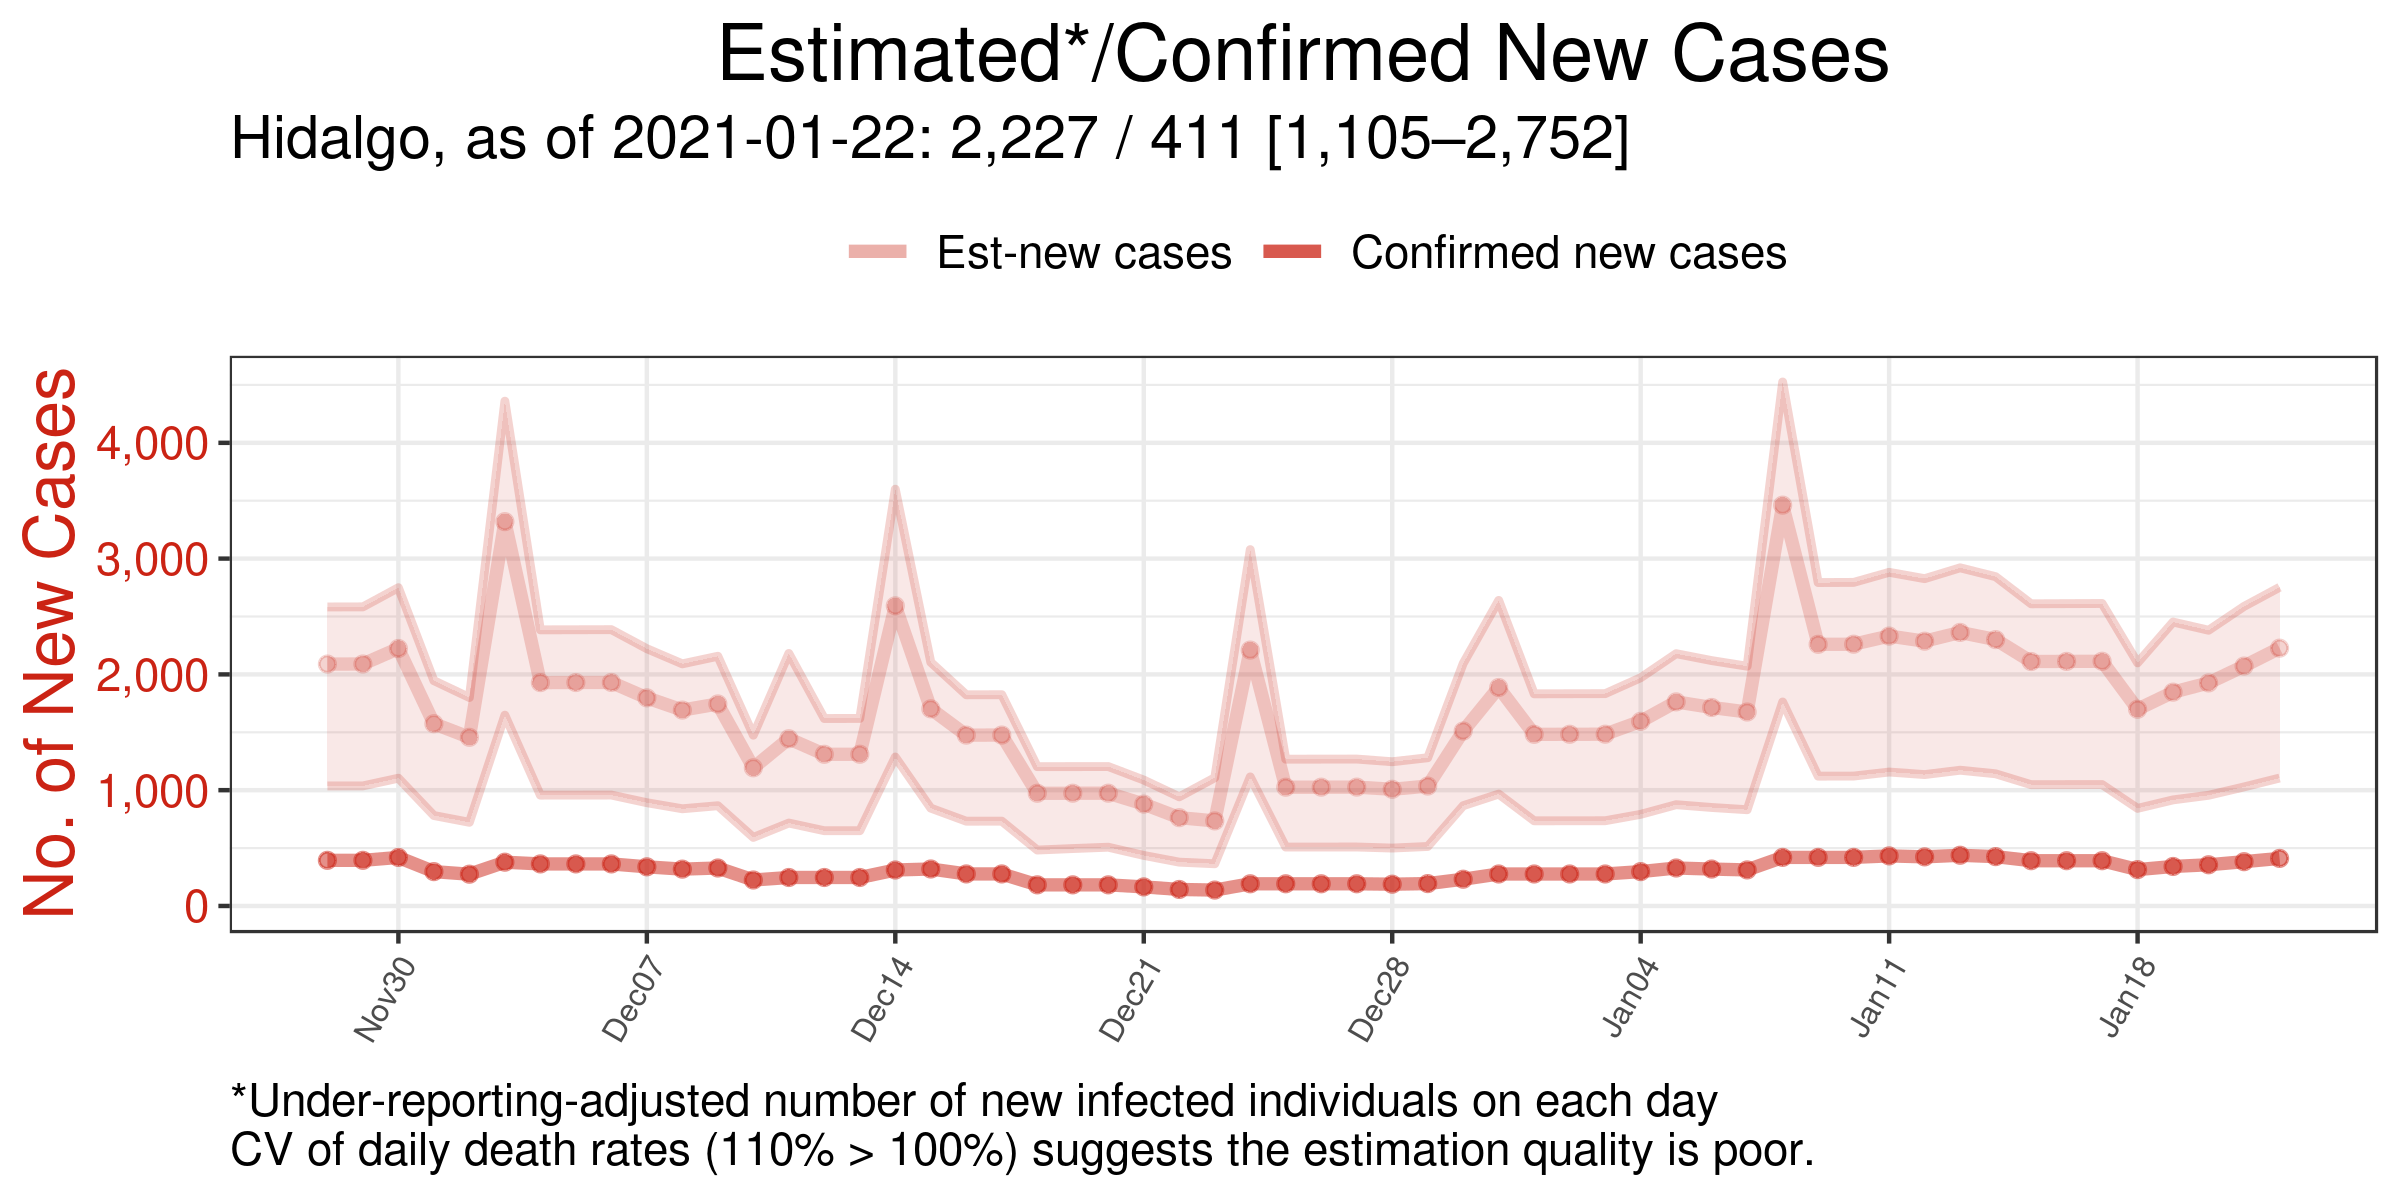 Estimated*/Confirmed New Cases
Hidalgo, as of 2021-01-22: 2,227 / 411 [1,105–2,752]
Est-new cases
Confirmed new cases
No. of New Cases
4,000
3,000
2,000
1,000
0
Nov30
Dec07
Dec14
Dec21
Dec28
Jan04
Jan11
Jan18
*Under-reporting-adjusted number of new infected individuals on each day
CV of daily death rates (110% > 100%) suggests the estimation quality is poor.